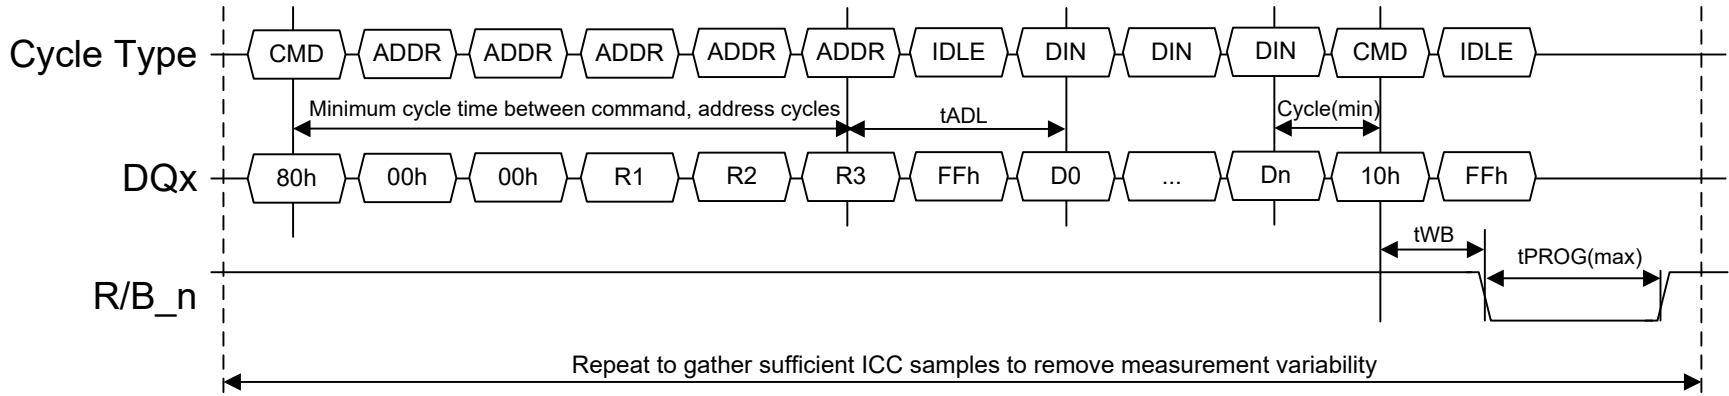 Cycle Type CMD ADDR ADDR ADDR ADDR ADDR IDLE DIN DIN DIN CMD IDLE
Minimum cycle time between command, address cycles tADL Cycle(min)
DQx 80h 00h 00h R1 R2 R3 FFh D0 ... Dn 10h FFh
tWB
tPROG(max)
R/B_n
Repeat to gather sufficient ICC samples to remove measurement variability